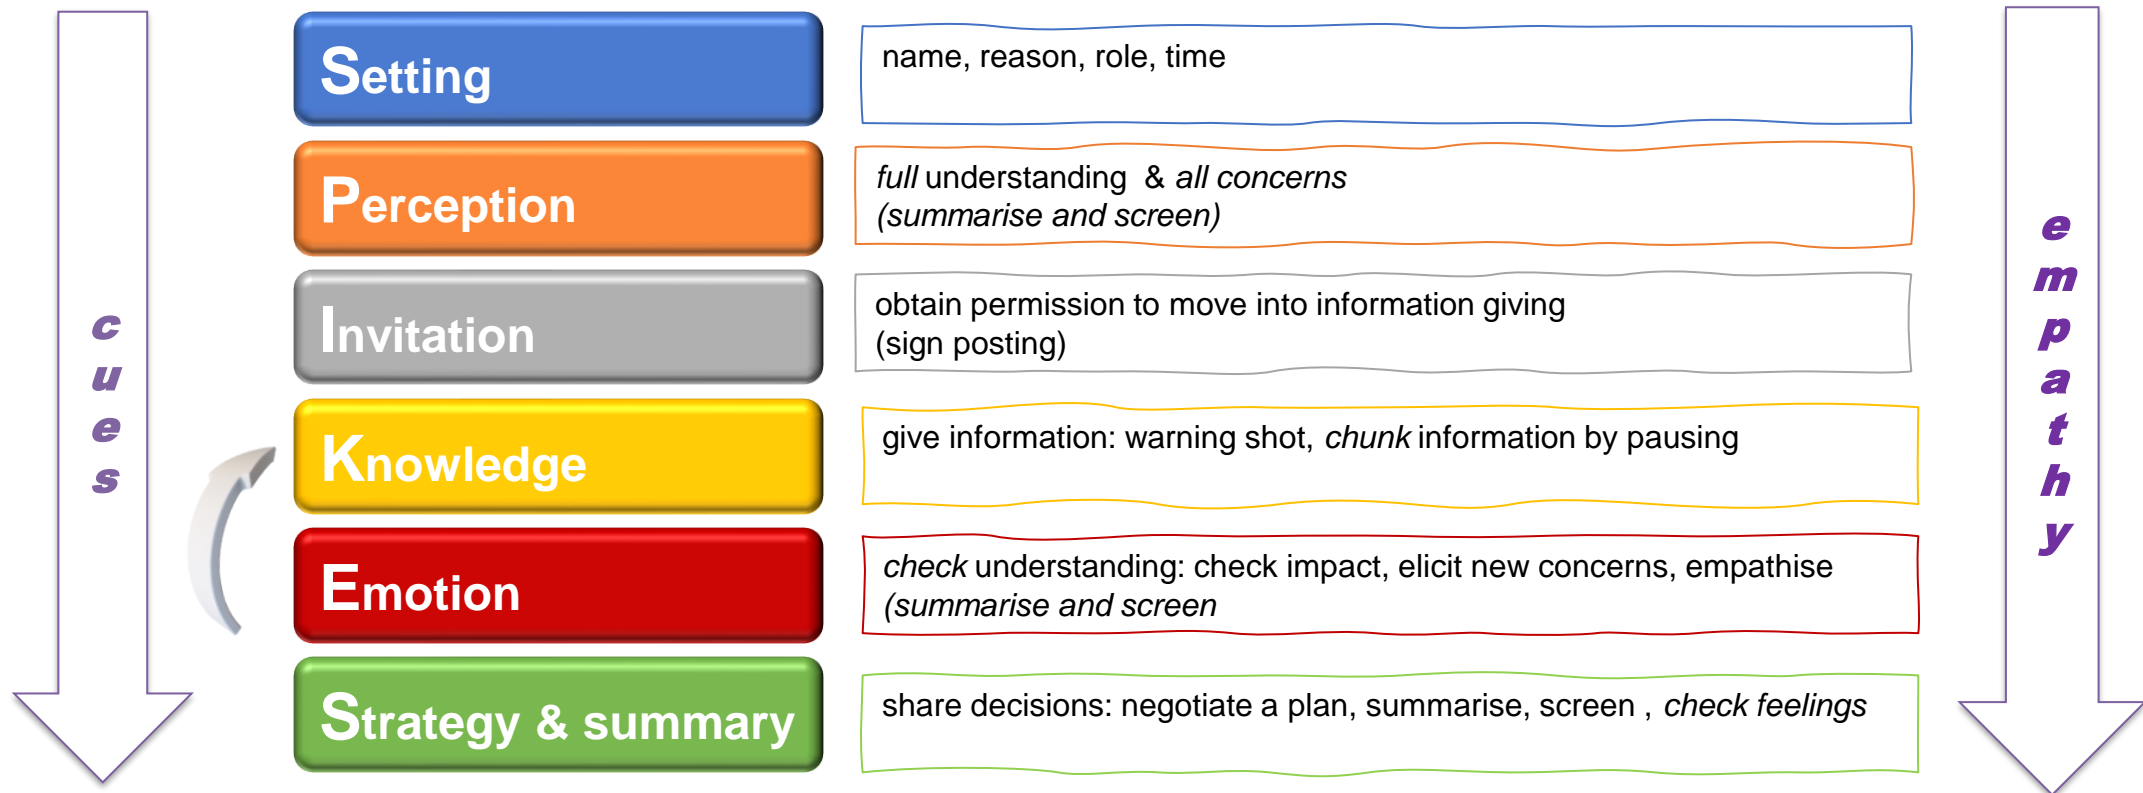 Setting
name, reason, role, time
Perception
full understanding & all concerns
(summarise and screen)
Invitation
obtain permission to move into information giving
(sign posting)
Knowledge
give information: warning shot, chunk information by pausing
Emotion
check understanding: check impact, elicit new concerns, empathise
(summarise and screen
Strategy & summary
share decisions: negotiate a plan, summarise, screen , check feelings
cues
empathy